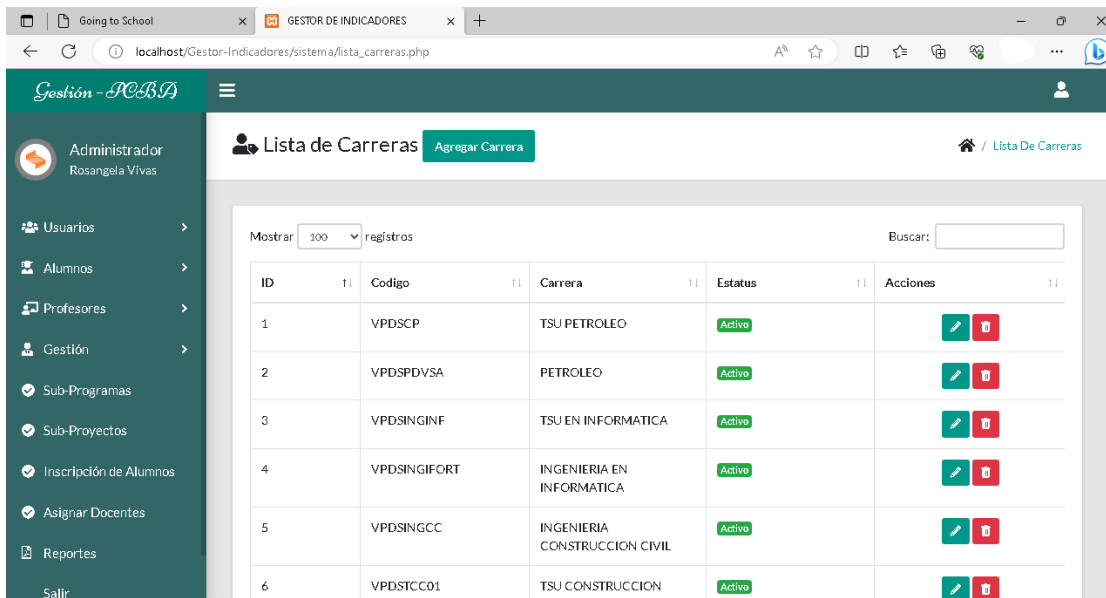 Going to School
GESTOR DE INDICADORES
localhost/Gestor-Indicadores/sistema/lista_carreras.php
Gestión - PCBA
Administrador
Rosangela Vivas
Usuarios
Alumnos
Profesores
Gestión
Sub-Programas
Sub-Proyectos
Inscripción de Alumnos
Asignar Docentes
Reportes
Salir
Lista de Carreras Agregar Carrera
/ Lista De Carreras
Mostrar 100 registros Buscar:
ID Codigo Carrera Estatus Acciones
1 VPDSCP TSU PETROLEO Activo
2 VPDSPDVSA PETROLEO Activo
3 VPDSINGINF TSU EN INFORMATICA Activo
4 VPDSINGIFORT INGENIERIA EN Activo
INFORMATICA
5 VPDSINGCC INGENIERIA Activo
CONSTRUCCION CIVIL
6 VPDSTCC01 TSU CONSTRUCCION Activo